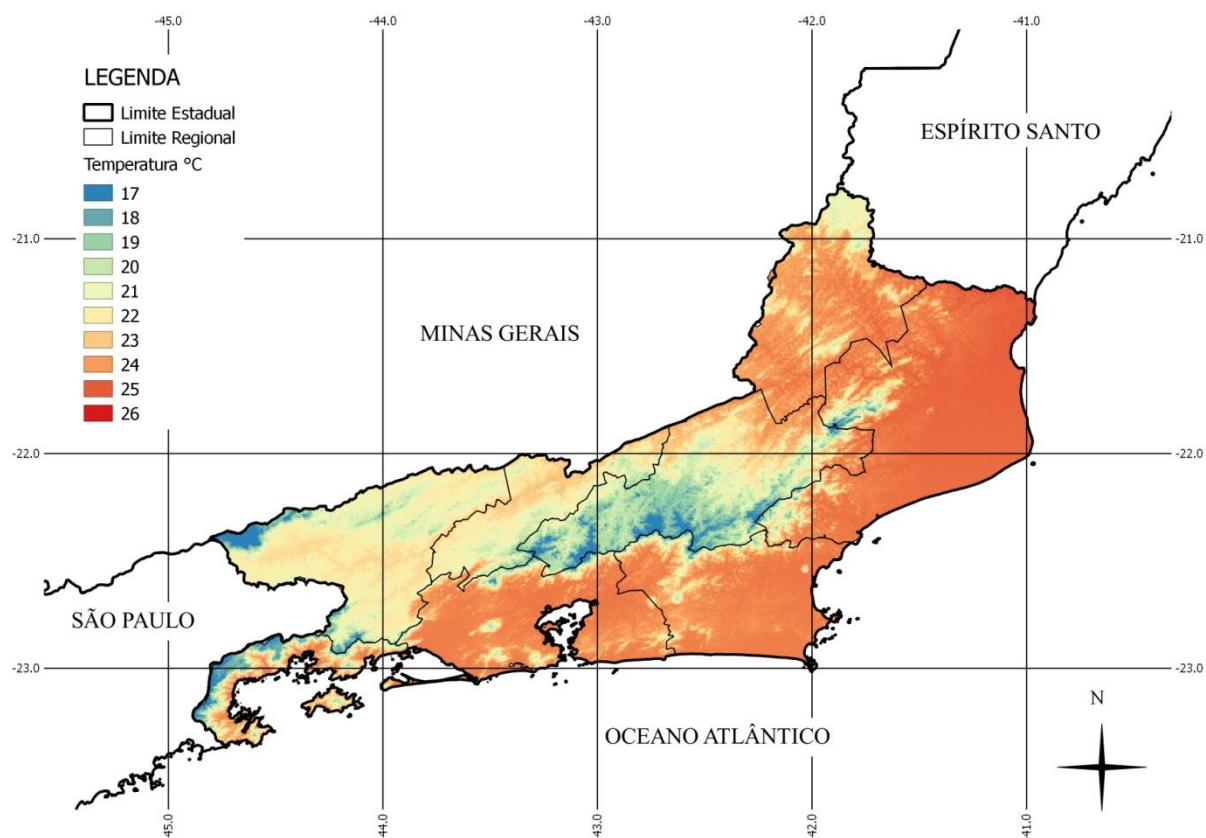 -45.0 -44.0 -43.0 -42.0 -41.0
LEGENDA
Limite Estadual
Limite Regional
Temperatura °C
17
18
19
20
21
22
23
24
25
26
ESPÍRITO SANTO
-21.0 -21.0
MINAS GERAIS
-22.0 -22.0
SÃO PAULO
-23.0 -23.0
OCEANO ATLÂNTICO
N
-45.0 -44.0 -43.0 -42.0 -41.0